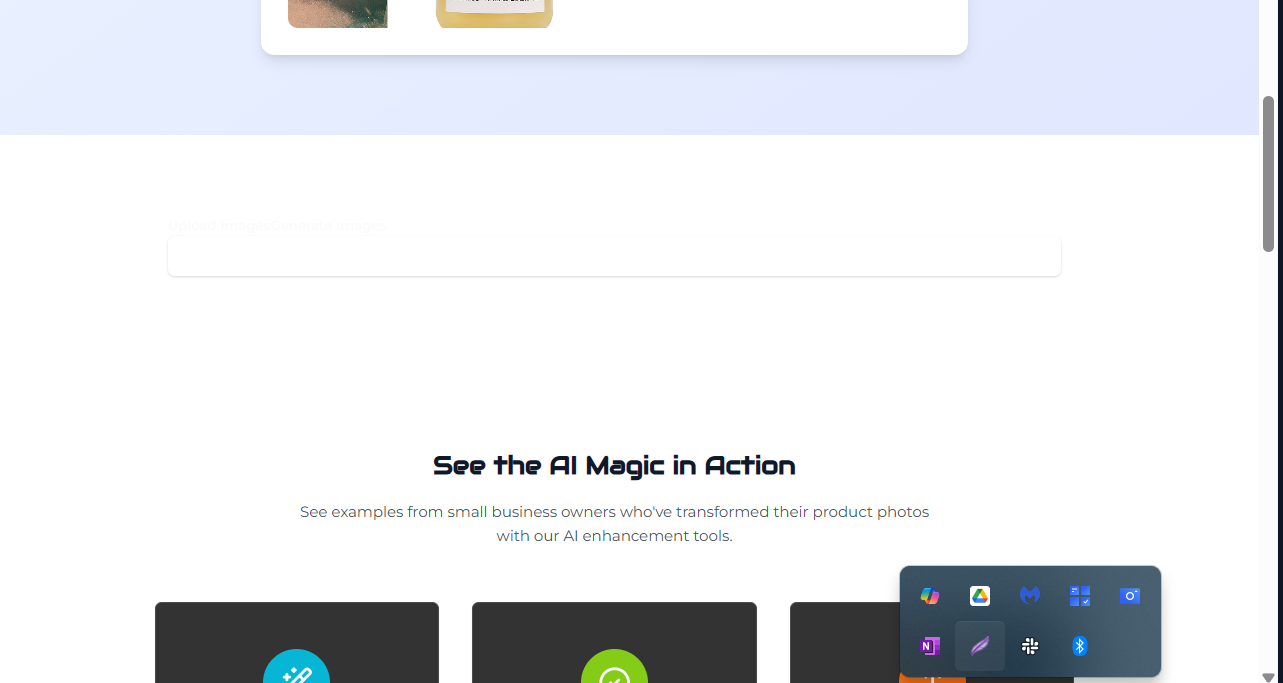 Upload ImagesGenerate Images
See the AI Magic in Action
See examples from small business owners who've transformed their product photos
with our AI enhancement tools.
N